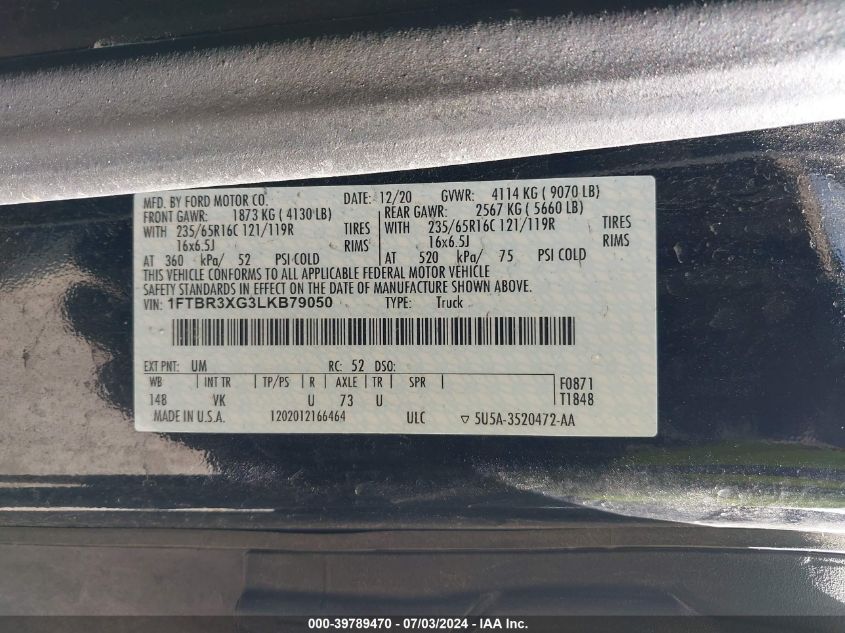 MFD. BY FORD MOTOR CO. DATE: 12/20 GVWR: 4114 KG ( 9070 LB)
FRONT GAWR: 1873 KG ( 4130 LB) REAR GAWR: 2567 KG ( 5660 LB)
WITH 235/65R16C 121/119R TIRES WITH 235/65R16C 121/119R TIRES
16x6.5J RIMS 16x6.5J RIMS
AT 360 kPa/ 52 PSI COLD AT 520 kPa/ 75 PSI COLD
THIS VEHICLE CONFORMS TO ALL APPLICABLE FEDERAL MOTOR VEHICLE
SAFETY STANDARDS IN EFFECT ON THE DATE OF MANUFACTURE SHOWN ABOVE.
VIN: 1FTBR3XG3LKB79050 TYPE: Truck
EXT PNT: UM RC: 52 DSO:
WB INT TR TP/PS R AXLE TR SPR F0871
148 VK U 73 U T1848
MADE IN U.S.A. 1202012166464 ULC ▽ 5U5A-3520472-AA
000-39789470 - 07/03/2024 - IAA Inc.